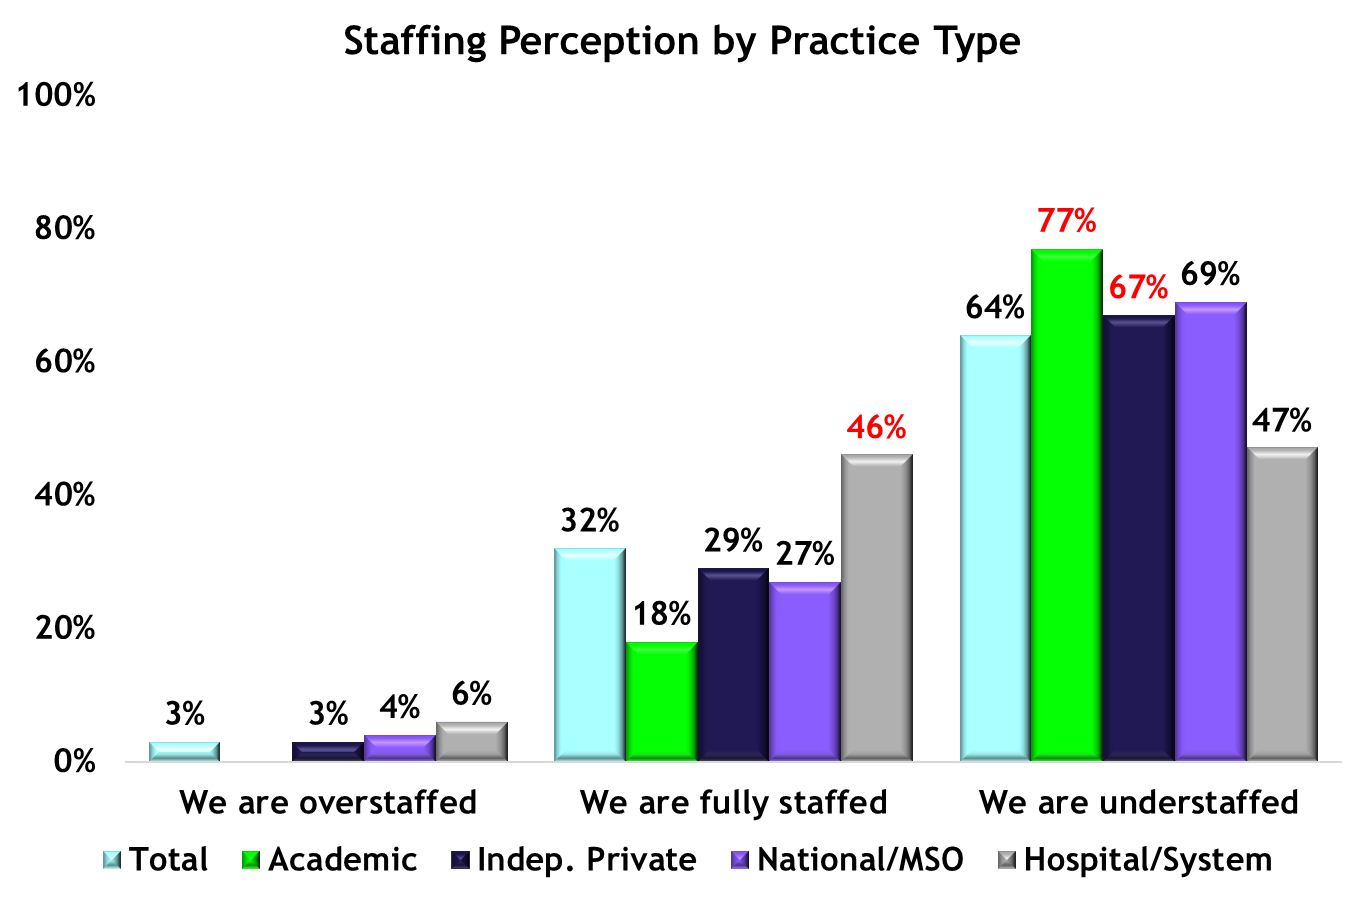 Staffing Perception by Practice Type
100%
80%
60%
40%
20%
0%
3%
3%
4%
6%
32%
18%
29%
27%
46%
64%
77%
67%
69%
47%
We are overstaffed
We are fully staffed
We are understaffed
Total
Academic
Indep. Private
National/MSO
Hospital/System